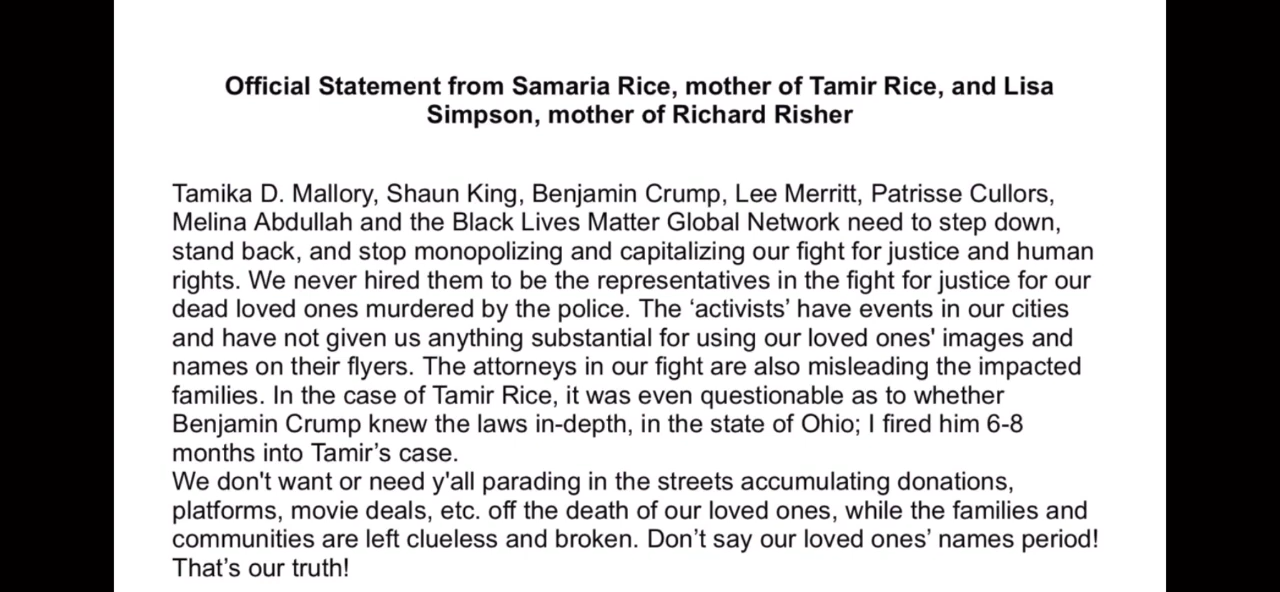 Official Statement from Samaria Rice, mother of Tamir Rice, and Lisa
Simpson, mother of Richard Risher
Tamika D. Mallory, Shaun King, Benjamin Crump, Lee Merritt, Patrisse Cullors,
Melina Abdullah and the Black Lives Matter Global Network need to step down,
stand back, and stop monopolizing and capitalizing our fight for justice and human
rights. We never hired them to be the representatives in the fight for justice for our
dead loved ones murdered by the police. The ‘activists’ have events in our cities
and have not given us anything substantial for using our loved ones' images and
names on their flyers. The attorneys in our fight are also misleading the impacted
families. In the case of Tamir Rice, it was even questionable as to whether
Benjamin Crump knew the laws in-depth, in the state of Ohio; I fired him 6-8
months into Tamir’s case.
We don't want or need y'all parading in the streets accumulating donations,
platforms, movie deals, etc. off the death of our loved ones, while the families and
communities are left clueless and broken. Don’t say our loved ones’ names period!
That’s our truth!